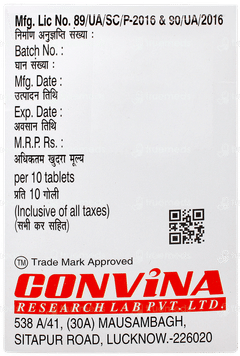 Mfg. Lic No. 89/UA/SC/P-2016 & 90/UA/2016
निर्माण अनुज्ञप्ति संख्या :
Batch No. :
घान संख्या :
Mfg. Date :
उत्पादन तिथि
Exp. Date :
अवसान तिथि
M.R.P. Rs :
अधिकतम खुदरा मूल्य
per 10 tablets
प्रति 10 गोली
(Inclusive of all taxes)
(सभी कर सहित)
TM Trade Mark Approved
CONViNA
RESEARCH LAB PVT. LTD.
538 A/41, (30A) MAUSAMBAGH,
SITAPUR ROAD, LUCKNOW.-226020